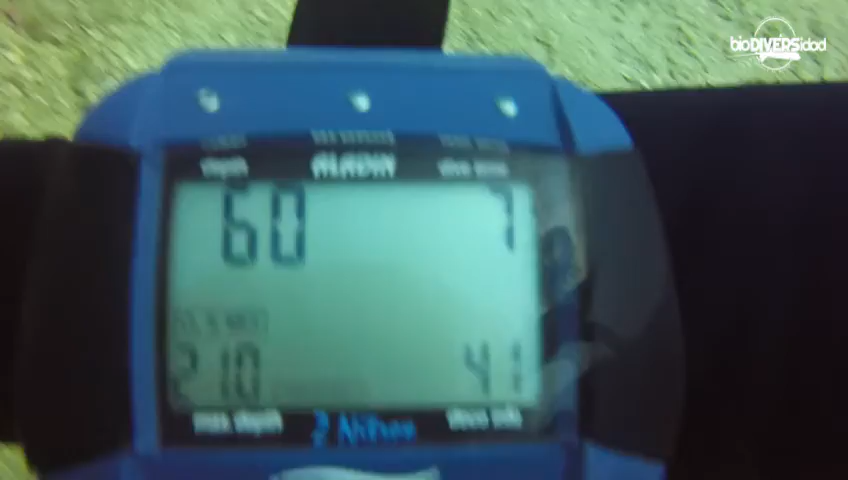 bioDIVERSidad
depth ALADIN dive time
60 7
210 41
max depth 2 Nitrox deco info